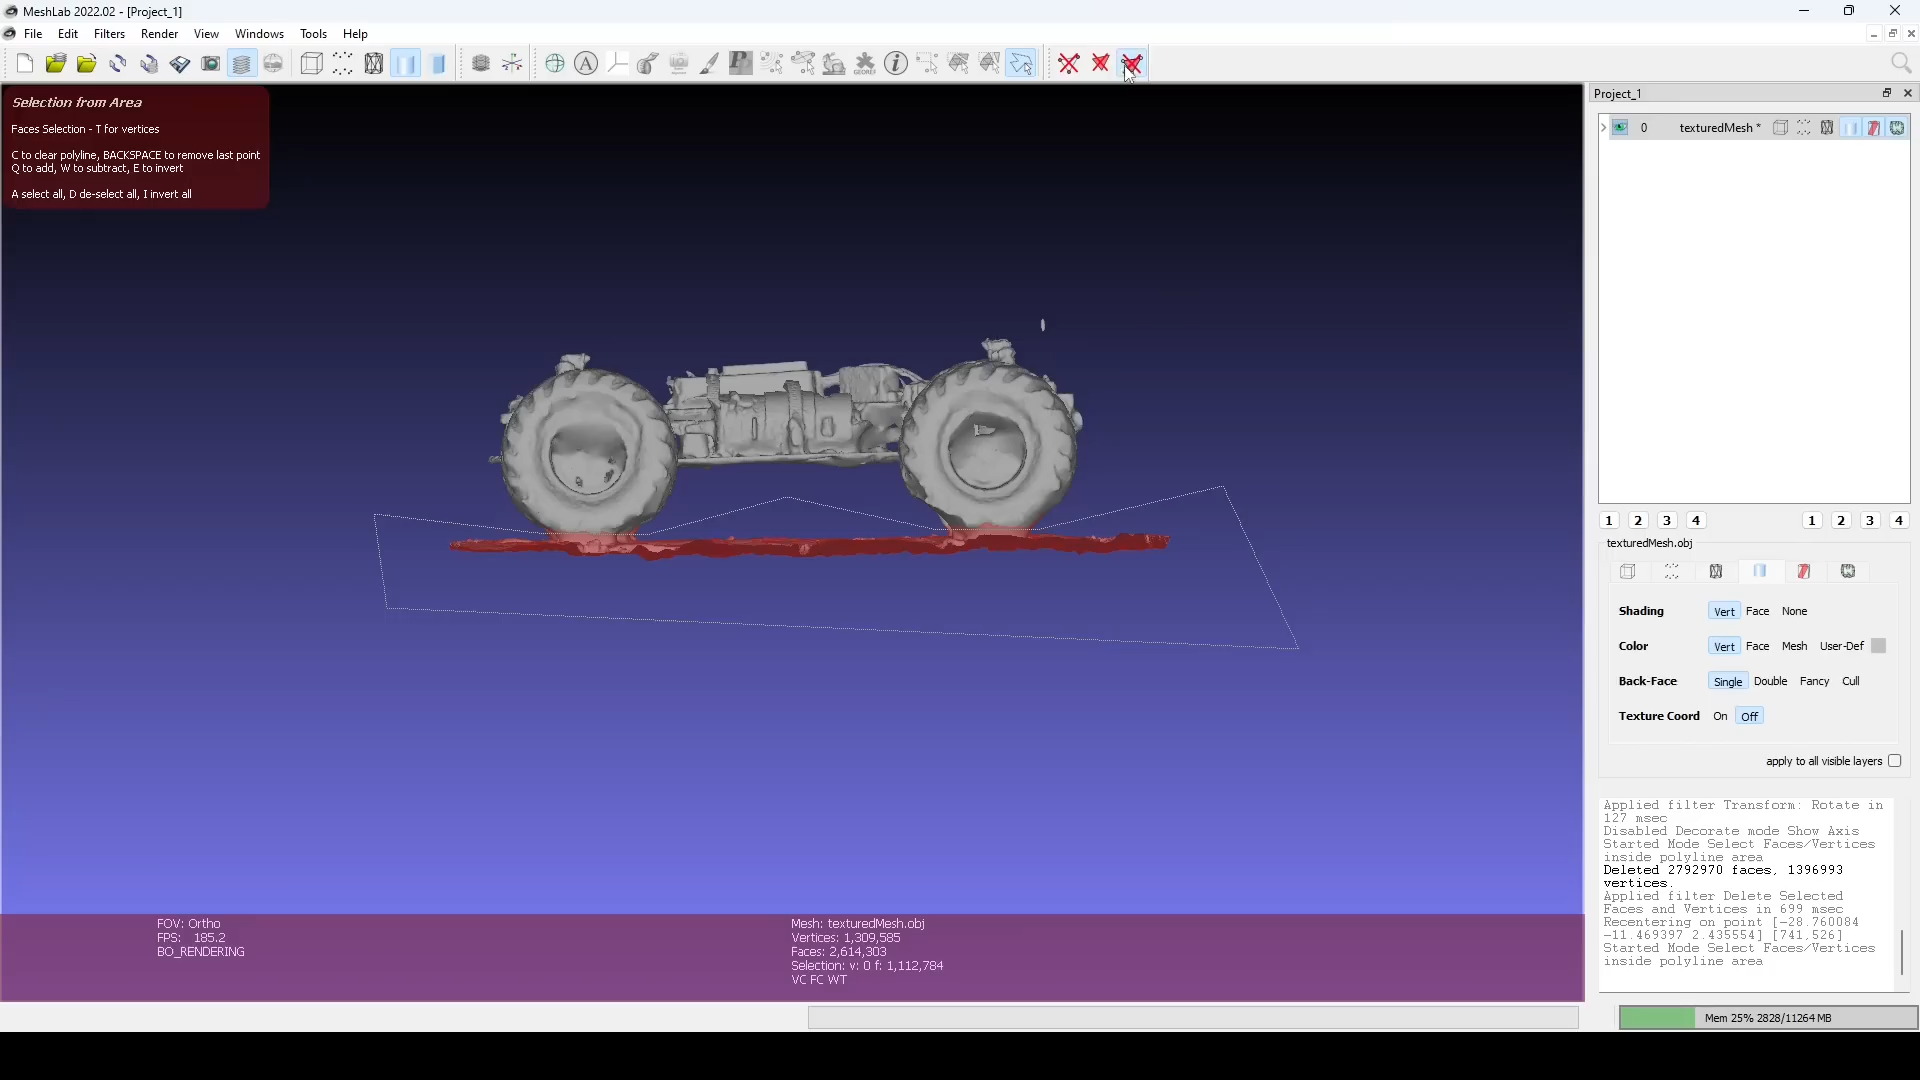 MeshLab 2022.02 - [Project_1]
File Edit Filters Render View Windows Tools Help
Selection from Area
Faces Selection - T for vertices
C to clear polyline, BACKSPACE to remove last point
Q to add, W to subtract, E to invert
A select all, D de-select all, I invert all
FOV: Ortho
FPS: 185.2
BO_RENDERING
Mesh: texturedMesh.obj
Vertices: 1,309,585
Faces: 2,614,303
Selection: v: 0 f: 1,112,784
VC FC WT
Project_1
0 texturedMesh *
1 2 3 4 1 2 3 4
texturedMesh.obj
Shading Vert Face None
Color Vert Face Mesh User-Def
Back-Face Single Double Fancy Cull
Texture Coord On Off
apply to all visible layers
Applied filter Transform: Rotate in
127 msec
Disabled Decorate mode Show Axis
Started Mode Select Faces/Vertices
inside polyline area
Deleted 2792970 faces, 1396993
vertices.
Applied filter Delete Selected
Faces and Vertices in 699 msec
Recentering on point [-28.760084
-11.469397 2.435554] [741,526]
Started Mode Select Faces/Vertices
inside polyline area
Mem 25% 2828/11264 MB